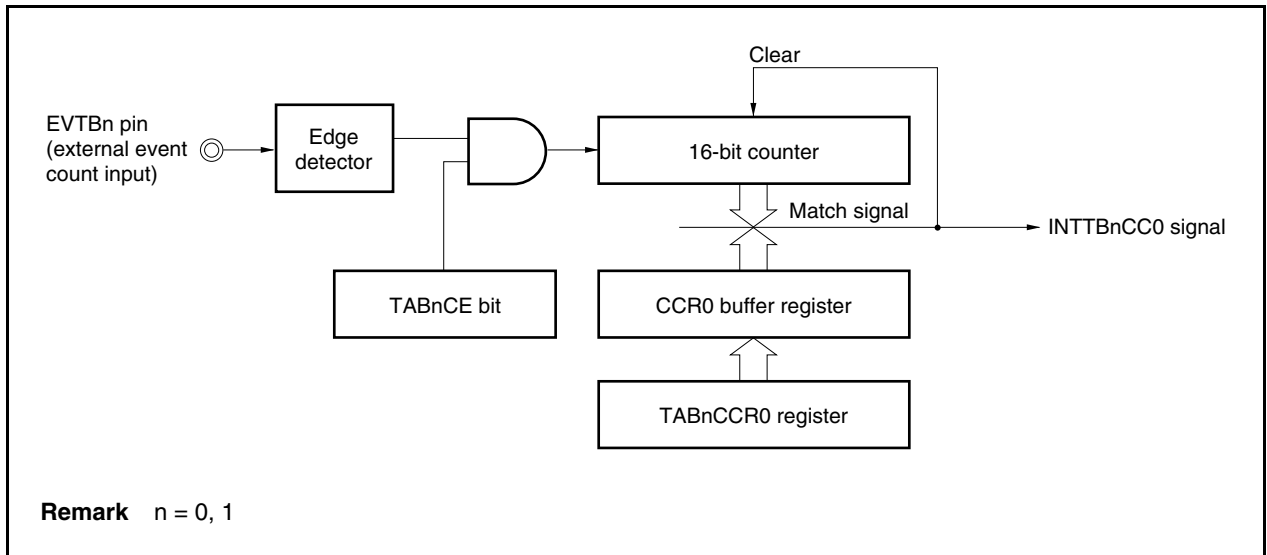 Clear
EVTBn pin
(external event
count input)
Edge
detector
16-bit counter
Match signal
INTTBnCC0 signal
TABnCE bit
CCR0 buffer register
TABnCCR0 register
Remark n = 0, 1